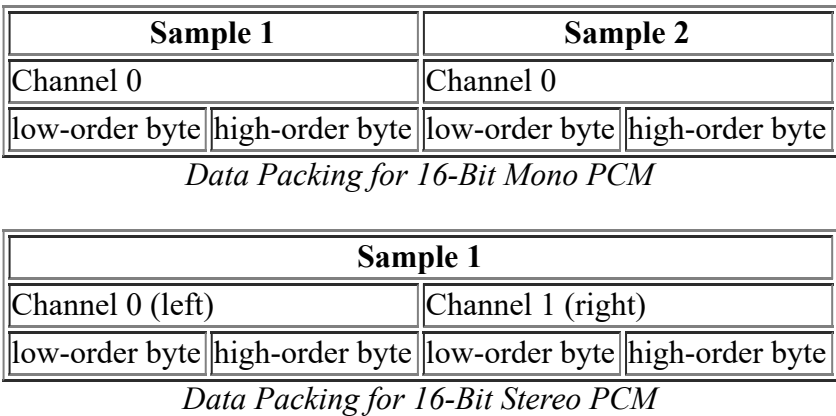 Sample 1 Sample 2
Channel 0 Channel 0
low-order byte high-order byte low-order byte high-order byte
Data Packing for 16-Bit Mono PCM
Sample 1
Channel 0 (left) Channel 1 (right)
low-order byte high-order byte low-order byte high-order byte
Data Packing for 16-Bit Stereo PCM